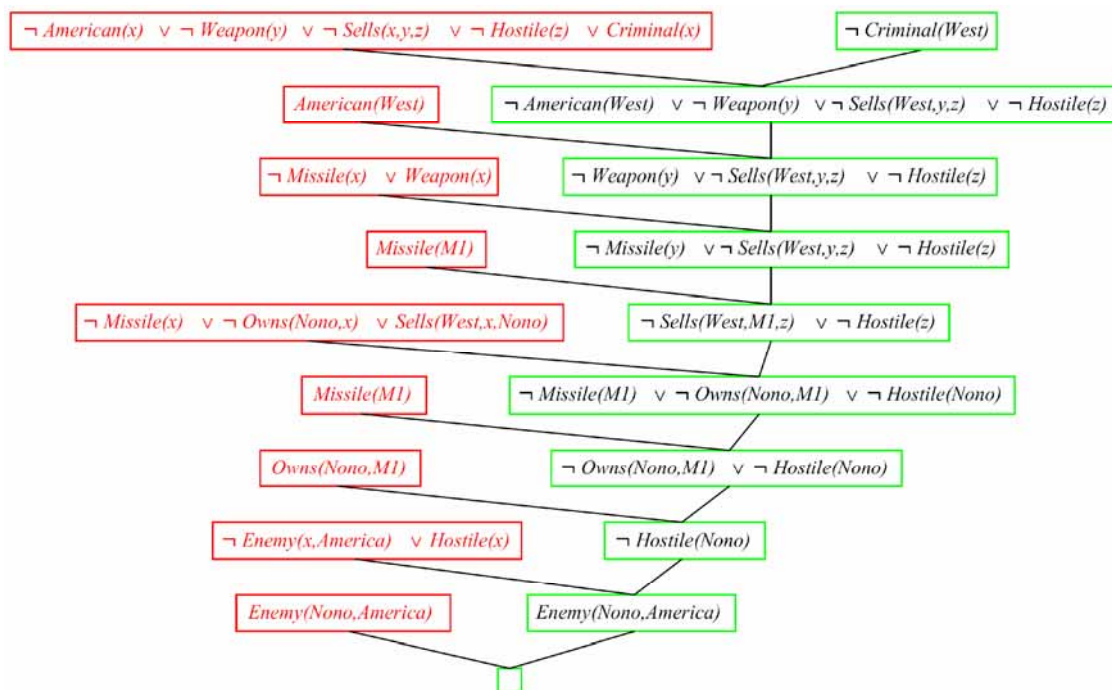 ¬ American(x) ∨ ¬ Weapon(y) ∨ ¬ Sells(x,y,z) ∨ ¬ Hostile(z) ∨ Criminal(x)
¬ Criminal(West)
American(West)
¬ American(West) ∨ ¬ Weapon(y) ∨ ¬ Sells(West,y,z) ∨ ¬ Hostile(z)
¬ Missile(x) ∨ Weapon(x)
¬ Weapon(y) ∨ ¬ Sells(West,y,z) ∨ ¬ Hostile(z)
Missile(M1)
¬ Missile(y) ∨ ¬ Sells(West,y,z) ∨ ¬ Hostile(z)
¬ Missile(x) ∨ ¬ Owns(Nono,x) ∨ Sells(West,x,Nono)
¬ Sells(West,M1,z) ∨ ¬ Hostile(z)
Missile(M1)
¬ Missile(M1) ∨ ¬ Owns(Nono,M1) ∨ ¬ Hostile(Nono)
Owns(Nono,M1)
¬ Owns(Nono,M1) ∨ ¬ Hostile(Nono)
¬ Enemy(x,America) ∨ Hostile(x)
¬ Hostile(Nono)
Enemy(Nono,America)
Enemy(Nono,America)